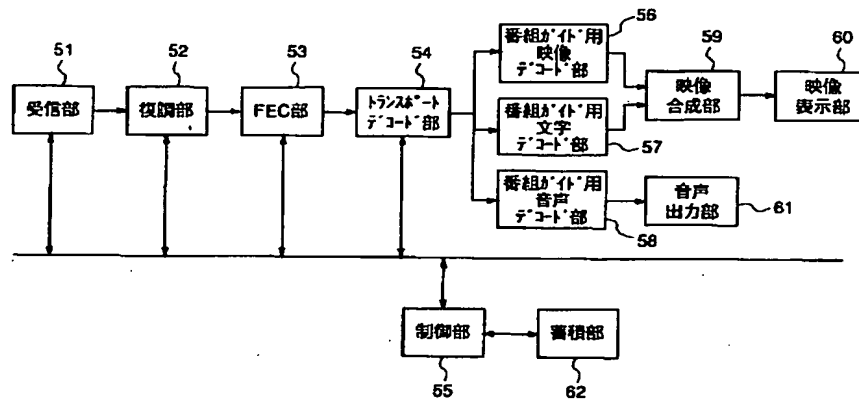 51
52
53
54
56
59
60
受信部
復調部
FEC部
トランスポート
デコード部
番組ガイド用
映像
デコード部
映像
合成部
映像
表示部
番組ガイド用
文字
デコード部
57
番組ガイド用
音声
デコード部
58
音声
出力部
61
制御部
55
蓄積部
62